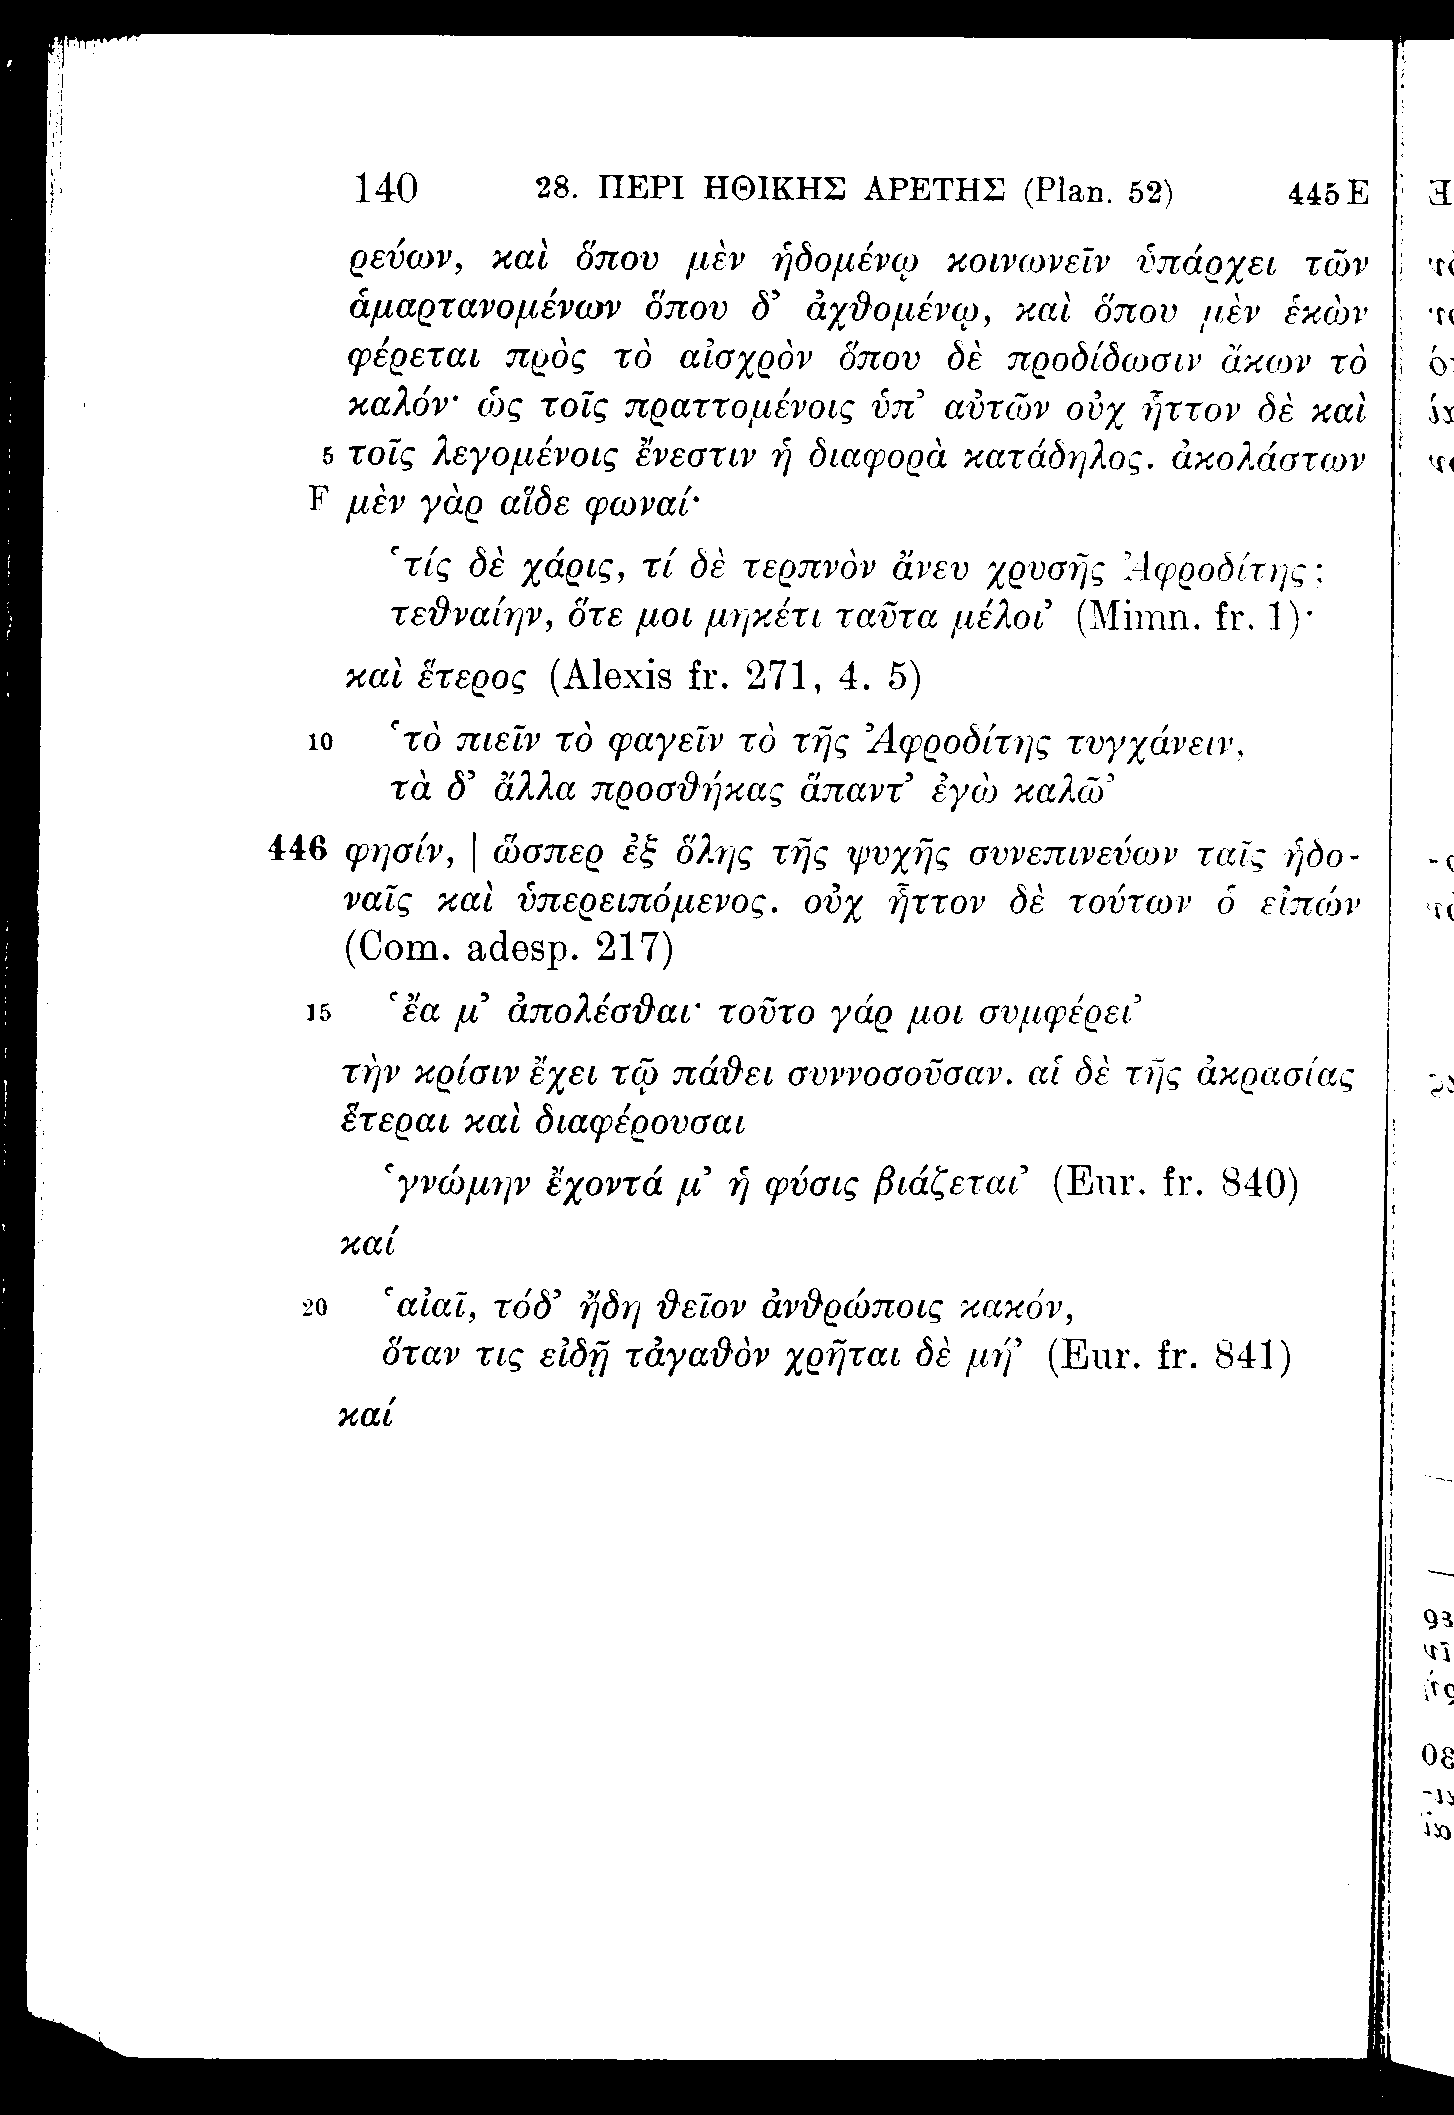 140 28. ΠΕΡΙ ΗΘΙΚΗΣ ΑΡΕΤΗΣ (Plan. 52) 445 E
ρεύων, καὶ ὅπου μὲν ἡδομένῳ κοινωνεῖν ὑπάρχει τῶν
ἁμαρτανομένων ὅπου δ’ ἀχθομένῳ, καὶ ὅπου μὲν ἑκὼν
φέρεται πρὸς τὸ αἰσχρὸν ὅπου δὲ προδίδωσιν ἄκων τὸ
καλόν· ὡς τοῖς πραττομένοις ὑπ’ αὐτῶν οὐχ ἧττον δὲ καὶ
5 τοῖς λεγομένοις ἔνεστιν ἡ διαφορὰ κατάδηλος. ἀκολάστων
F μὲν γὰρ αἵδε φωναί·
‘τίς δὲ χάρις, τί δὲ τερπνὸν ἄνευ χρυσῆς Ἀφροδίτης;
τεθναίην, ὅτε μοι μηκέτι ταῦτα μέλοι’ (Mimn. fr. 1)·
καὶ ἕτερος (Alexis fr. 271, 4. 5)
10 ‘τὸ πιεῖν τὸ φαγεῖν τὸ τῆς Ἀφροδίτης τυγχάνειν,
τὰ δ’ ἄλλα προσθήκας ἅπαντ’ ἐγὼ καλῶ’
446 φησίν, | ὥσπερ ἐξ ὅλης τῆς ψυχῆς συνεπινεύων ταῖς ἡδο-
ναῖς καὶ ὑπερειπόμενος. οὐχ ἧττον δὲ τούτων ὁ εἰπών
(Com. adesp. 217)
15 ‘ἔα μ’ ἀπολέσθαι· τοῦτο γάρ μοι συμφέρει’
τὴν κρίσιν ἔχει τῷ πάθει συννοσοῦσαν. αἱ δὲ τῆς ἀκρασίας
ἕτεραι καὶ διαφέρουσαι
‘γνώμην ἔχοντά μ’ ἡ φύσις βιάζεται’ (Eur. fr. 840)
καί
20 ‘αἰαῖ, τόδ’ ἤδη θεῖον ἀνθρώποις κακόν,
ὅταν τις εἰδῇ τἀγαθὸν χρῆται δὲ μή’ (Eur. fr. 841)
καί